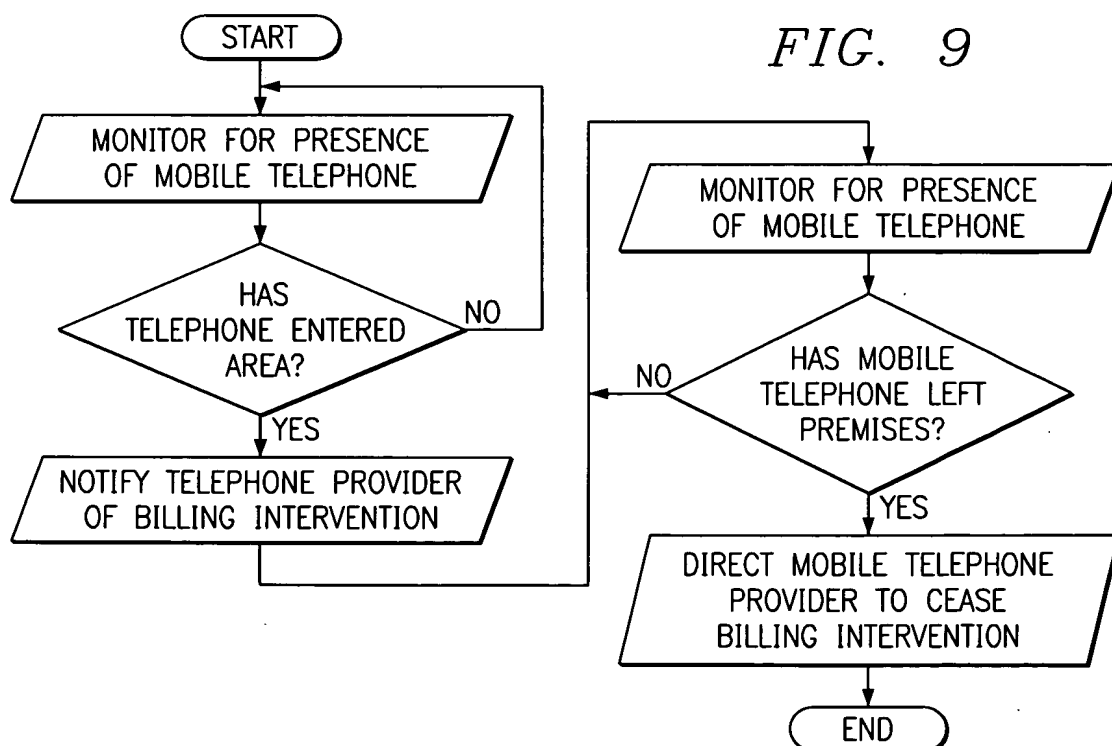 START
FIG. 9
MONITOR FOR PRESENCE
OF MOBILE TELEPHONE
HAS
TELEPHONE ENTERED
AREA?
NO
YES
NOTIFY TELEPHONE PROVIDER
OF BILLING INTERVENTION
MONITOR FOR PRESENCE
OF MOBILE TELEPHONE
HAS MOBILE
TELEPHONE LEFT
PREMISES?
NO
YES
DIRECT MOBILE TELEPHONE
PROVIDER TO CEASE
BILLING INTERVENTION
END